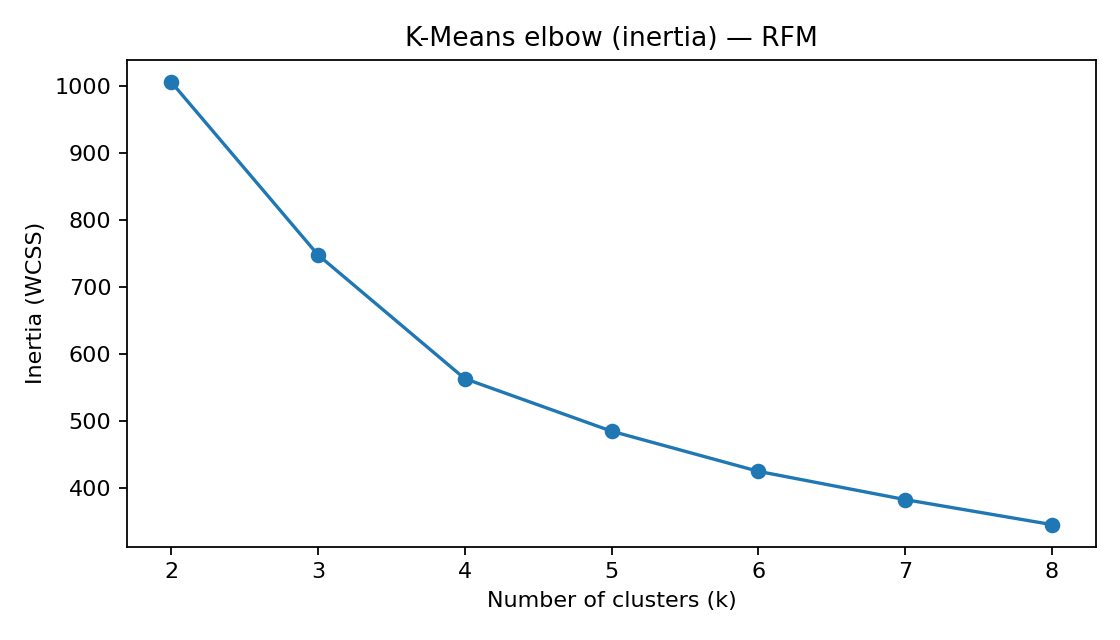 K-Means elbow (inertia) — RFM
Inertia (WCSS)
1000
900
800
700
600
500
400
2 3 4 5 6 7 8
Number of clusters (k)